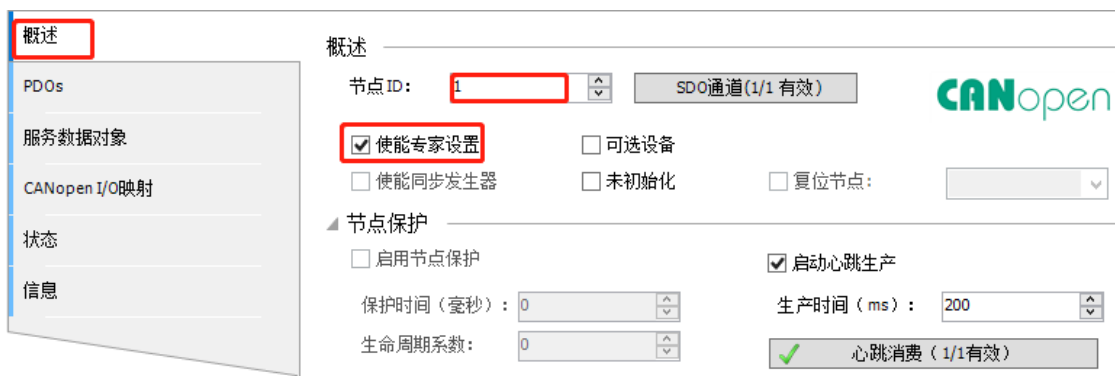 概述
PDOs
服务数据对象
CANopen I/O映射
状态
信息
概述
节点ID： 1 SDO通道(1/1 有效)
CANopen
使能专家设置 可选设备
使能同步发生器 未初始化 复位节点：
节点保护
启用节点保护 启动心跳生产
保护时间（毫秒）：0 生产时间（ms）： 200
生命周期系数： 0 心跳消费（1/1有效）